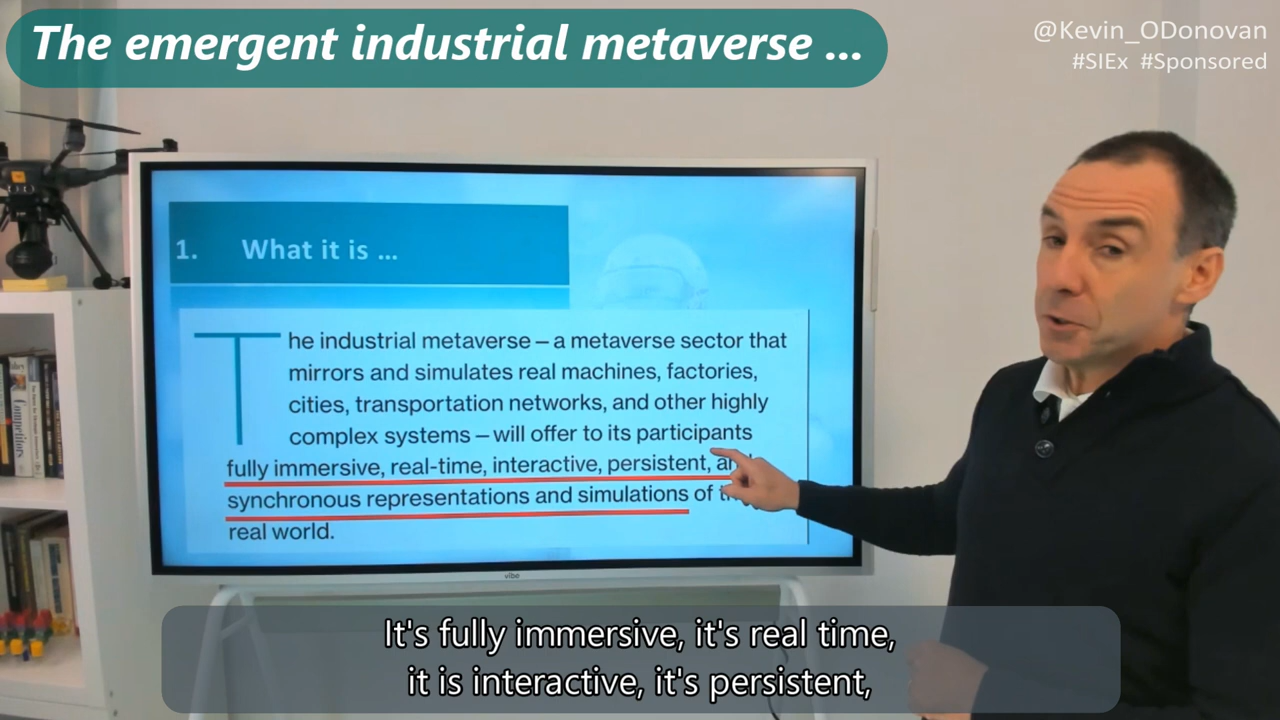 The emergent industrial metaverse ...
@Kevin_ODonovan
#SIEx #Sponsored
1. What it is ...
The industrial metaverse – a metaverse sector that
mirrors and simulates real machines, factories,
cities, transportation networks, and other highly
complex systems – will offer to its participants
fully immersive, real-time, interactive, persistent, and
synchronous representations and simulations of
real world.
vibe
Competitors
It's fully immersive, it's real time,
it is interactive, it's persistent,